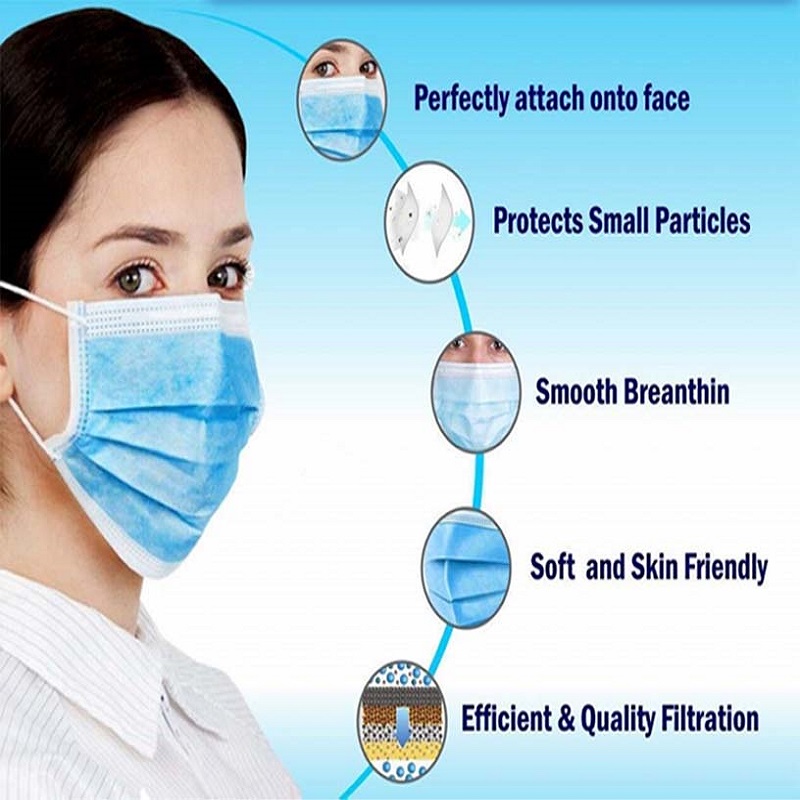 Perfectly attach onto face
Protects Small Particles
Smooth Breanthin
Soft and Skin Friendly
Efficient & Quality Filtration